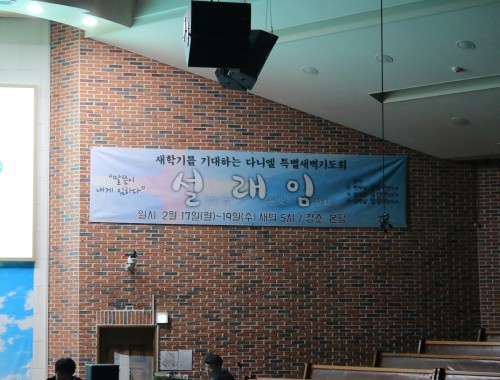 새학기를 기대하는 다니엘 특별새벽기도회
"말씀이
내게 임하다"
설래임
일시: 2월 17일(월)~19일(수) 새벽 5시 / 장소: 본당